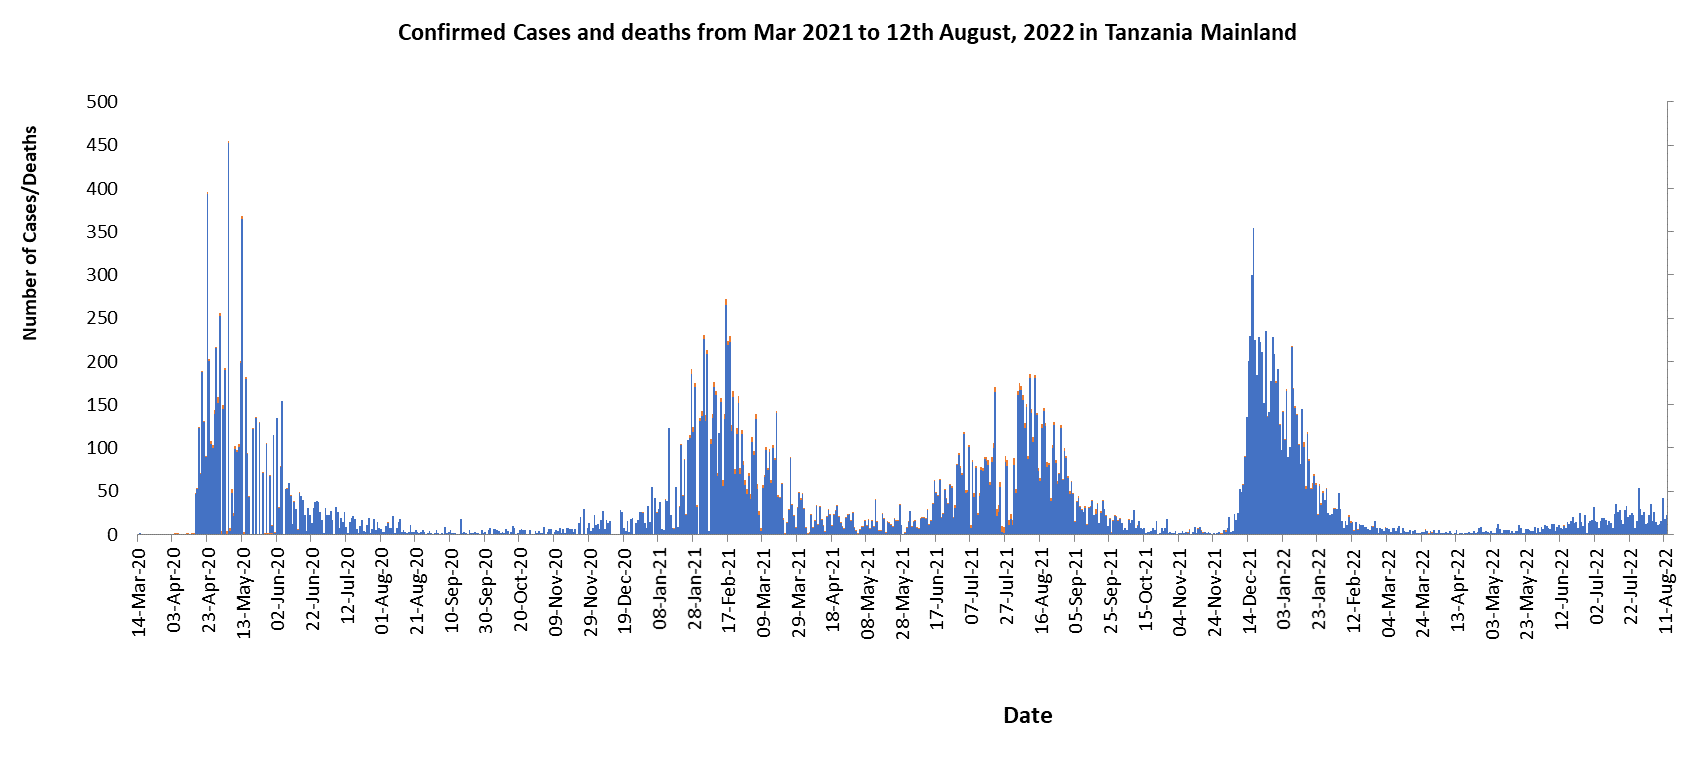 Confirmed Cases and deaths from Mar 2021 to 12th August, 2022 in Tanzania Mainland
Number of Cases/Deaths
500
450
400
350
300
250
200
150
100
50
0
14-Mar-20
03-Apr-20
23-Apr-20
13-May-20
02-Jun-20
22-Jun-20
12-Jul-20
01-Aug-20
21-Aug-20
10-Sep-20
30-Sep-20
20-Oct-20
09-Nov-20
29-Nov-20
19-Dec-20
08-Jan-21
28-Jan-21
17-Feb-21
09-Mar-21
29-Mar-21
18-Apr-21
08-May-21
28-May-21
17-Jun-21
07-Jul-21
27-Jul-21
16-Aug-21
05-Sep-21
25-Sep-21
15-Oct-21
04-Nov-21
24-Nov-21
14-Dec-21
03-Jan-22
23-Jan-22
12-Feb-22
04-Mar-22
24-Mar-22
13-Apr-22
03-May-22
23-May-22
12-Jun-22
02-Jul-22
22-Jul-22
11-Aug-22
Date